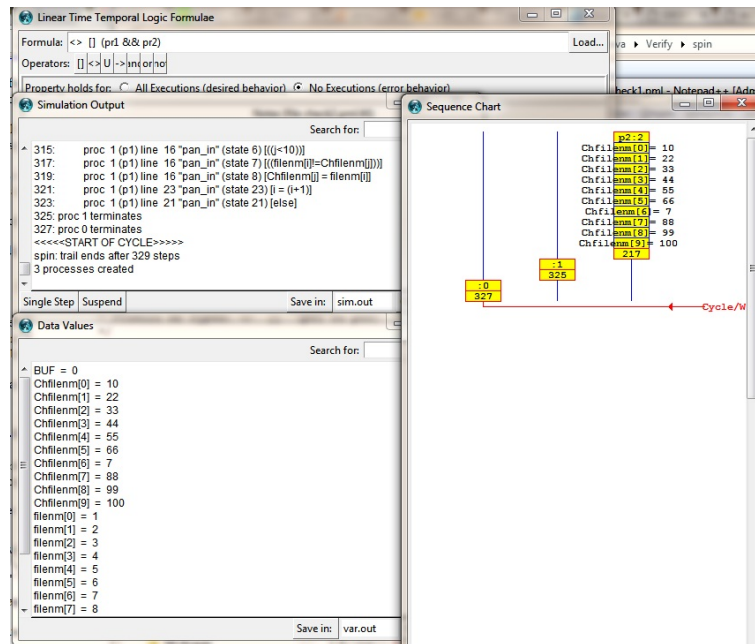 Linear Time Temporal Logic Formulae
Formula: <> [] (pr1 && pr2)
Load...
Operators: [] <> U -> and or not
Property holds for: All Executions (desired behavior) No Executions (error behavior)
va Verify spin
heck1.pml - Notepad++ [Adm
Simulation Output
Search for:
315: proc 1 (p1) line 16 "pan_in" (state 6) [((j<10))]
317: proc 1 (p1) line 16 "pan_in" (state 7) [((filenm[i]!=Chfilenm[j]))]
319: proc 1 (p1) line 16 "pan_in" (state 8) [Chfilenm[j] = filenm[i]]
321: proc 1 (p1) line 23 "pan_in" (state 23) [i = (i+1)]
323: proc 1 (p1) line 21 "pan_in" (state 21) [else]
325: proc 1 terminates
327: proc 0 terminates
<<<<<START OF CYCLE>>>>>
spin: trail ends after 329 steps
3 processes created
Single Step Suspend Save in: sim.out
Data Values
Search for:
BUF = 0
Chfilenm[0] = 10
Chfilenm[1] = 22
Chfilenm[2] = 33
Chfilenm[3] = 44
Chfilenm[4] = 55
Chfilenm[5] = 66
Chfilenm[6] = 7
Chfilenm[7] = 88
Chfilenm[8] = 99
Chfilenm[9] = 100
filenm[0] = 1
filenm[1] = 2
filenm[2] = 3
filenm[3] = 4
filenm[4] = 5
filenm[5] = 6
filenm[6] = 7
filenm[7] = 8
Save in: var.out
Sequence Chart
p2:2
Chfilenm[0]= 10
Chfilenm[1]= 22
Chfilenm[2]= 33
Chfilenm[3]= 44
Chfilenm[4]= 55
Chfilenm[5]= 66
Chfilenm[6]= 7
Chfilenm[7]= 88
Chfilenm[8]= 99
Chfilenm[9]= 100
217
:1
325
:0
327
Cycle/W